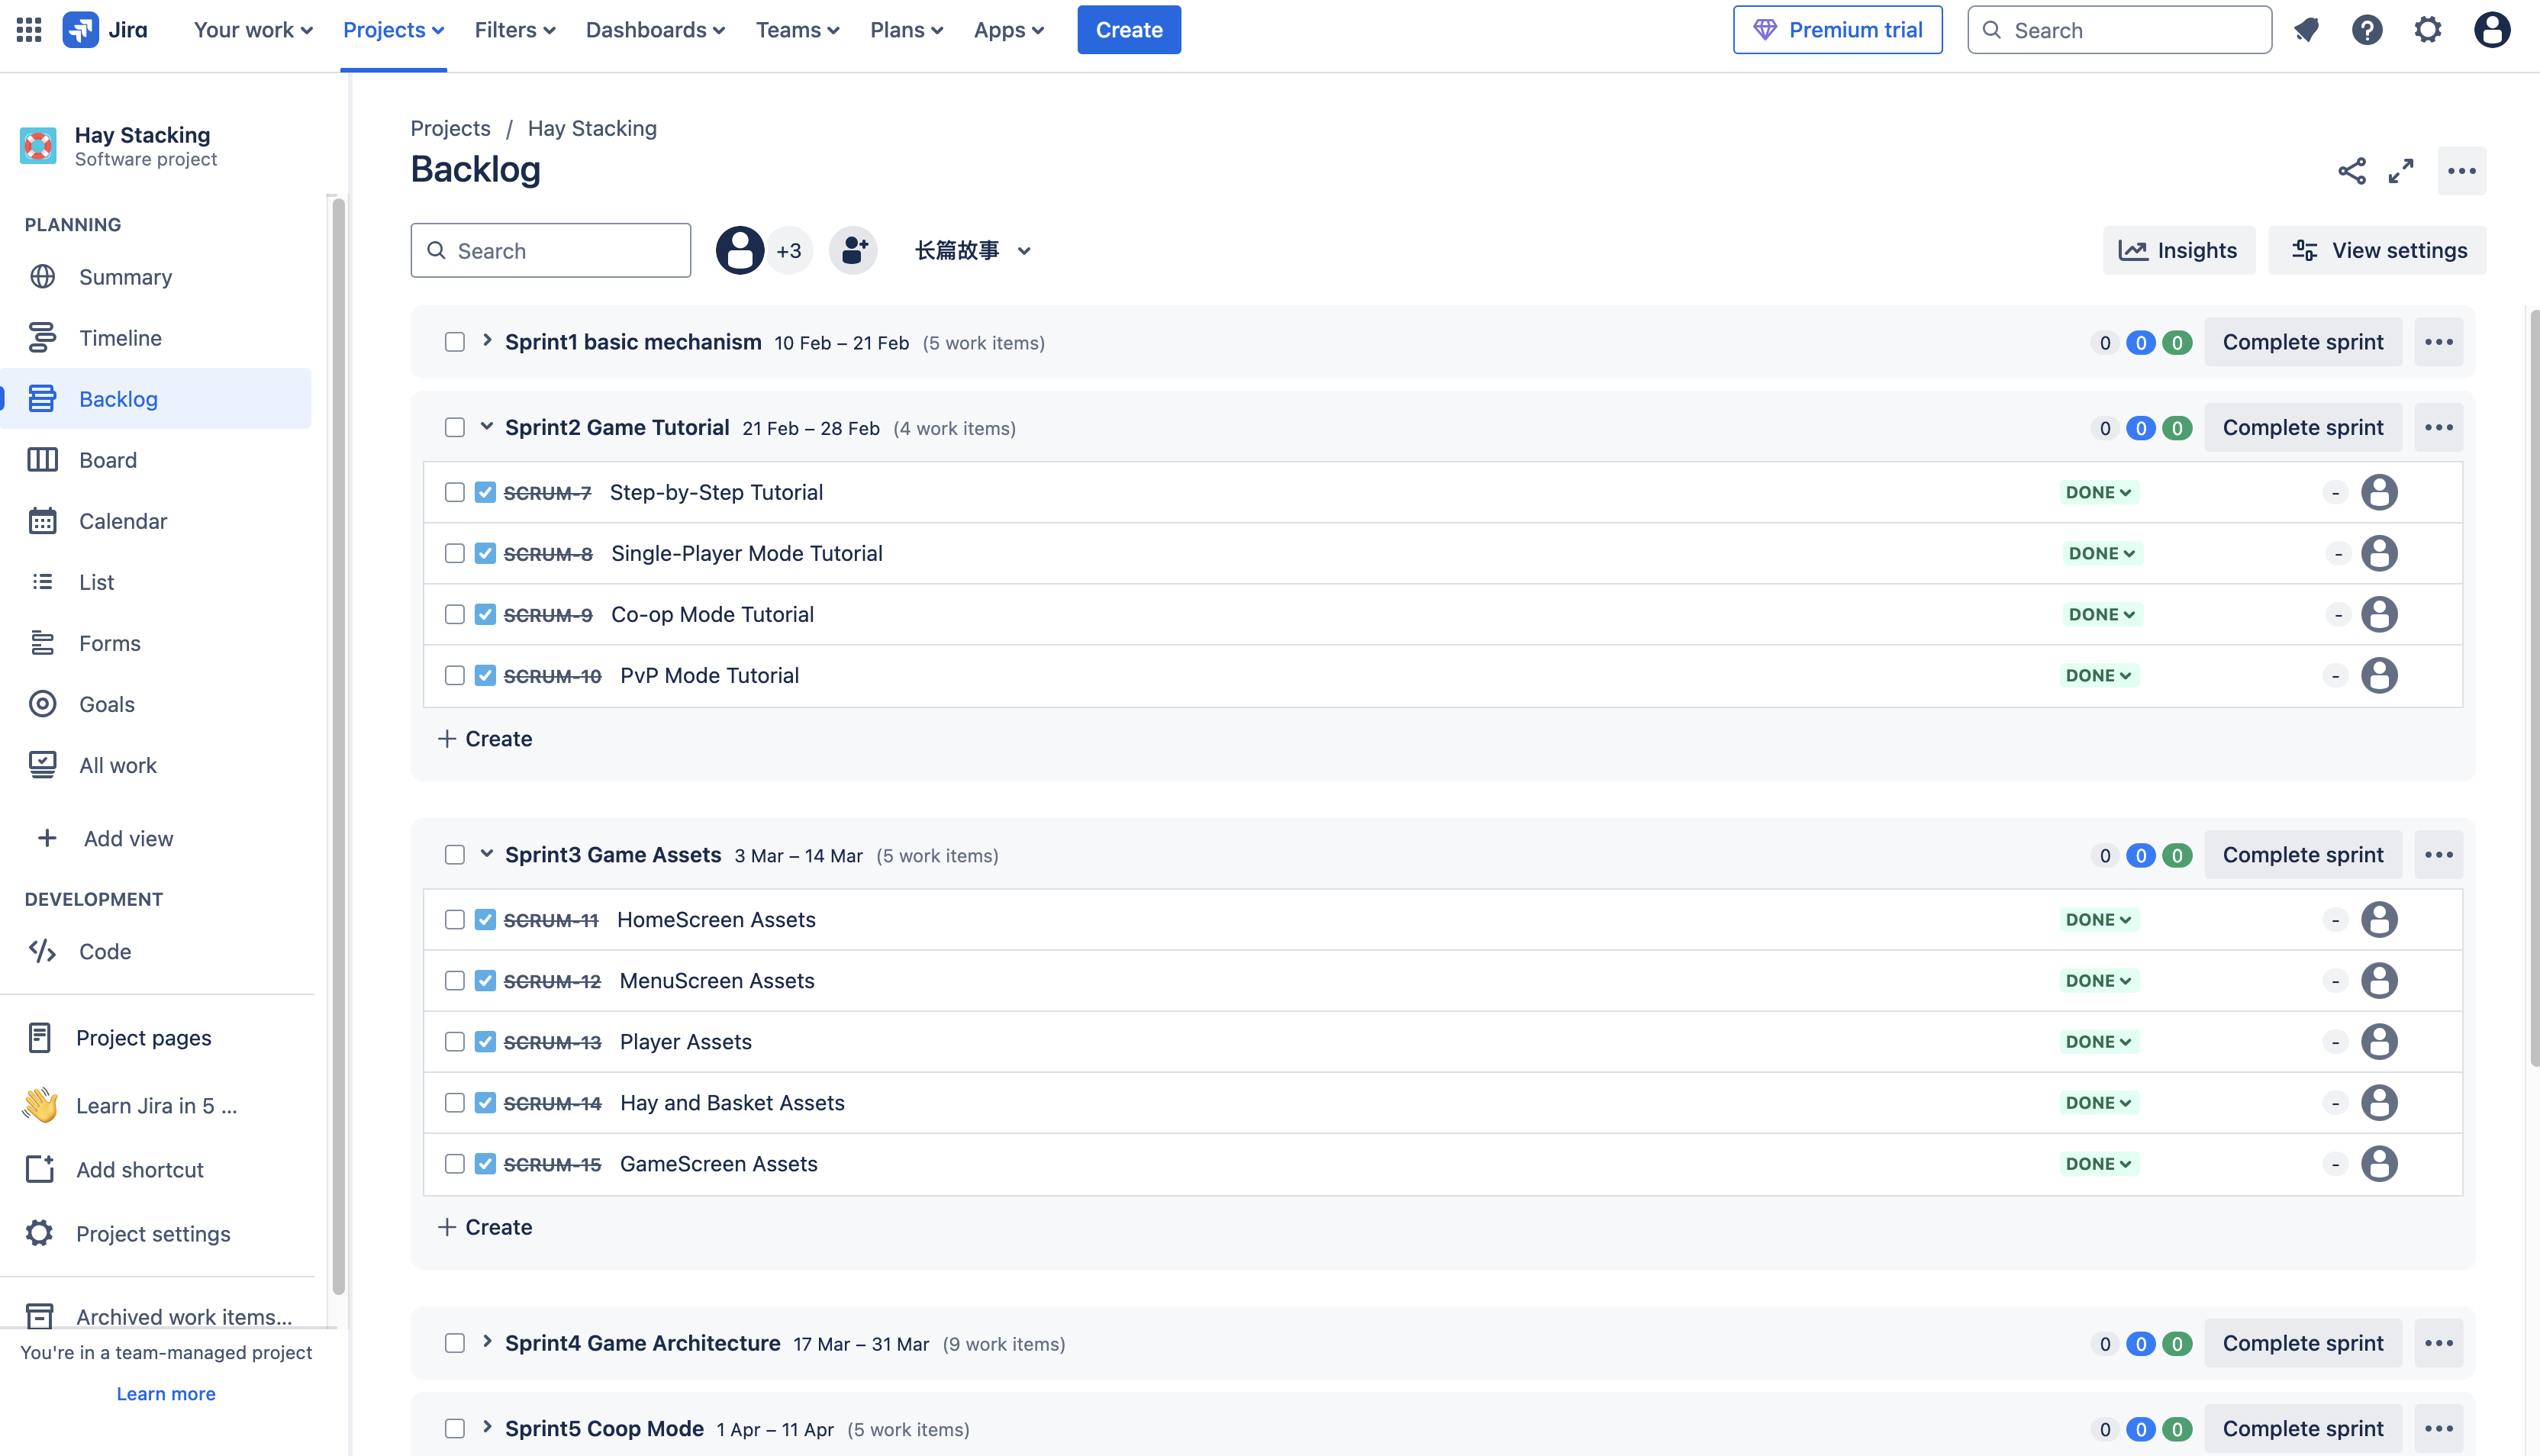 Jira Your work Projects Filters Dashboards Teams Plans Apps Create Premium trial Search
Hay Stacking
Software project
PLANNING
Summary
Timeline
Backlog
Board
Calendar
List
Forms
Goals
All work
Add view
DEVELOPMENT
Code
Project pages
Learn Jira in 5 ...
Add shortcut
Project settings
Archived work items...
You're in a team-managed project
Learn more
Projects / Hay Stacking
Backlog
Search +3 长篇故事 Insights View settings
Sprint1 basic mechanism 10 Feb – 21 Feb (5 work items) 0 0 0 Complete sprint
Sprint2 Game Tutorial 21 Feb – 28 Feb (4 work items) 0 0 0 Complete sprint
SCRUM-7 Step-by-Step Tutorial DONE -
SCRUM-8 Single-Player Mode Tutorial DONE -
SCRUM-9 Co-op Mode Tutorial DONE -
SCRUM-10 PvP Mode Tutorial DONE -
+ Create
Sprint3 Game Assets 3 Mar – 14 Mar (5 work items) 0 0 0 Complete sprint
SCRUM-11 HomeScreen Assets DONE -
SCRUM-12 MenuScreen Assets DONE -
SCRUM-13 Player Assets DONE -
SCRUM-14 Hay and Basket Assets DONE -
SCRUM-15 GameScreen Assets DONE -
+ Create
Sprint4 Game Architecture 17 Mar – 31 Mar (9 work items) 0 0 0 Complete sprint
Sprint5 Coop Mode 1 Apr – 11 Apr (5 work items) 0 0 0 Complete sprint